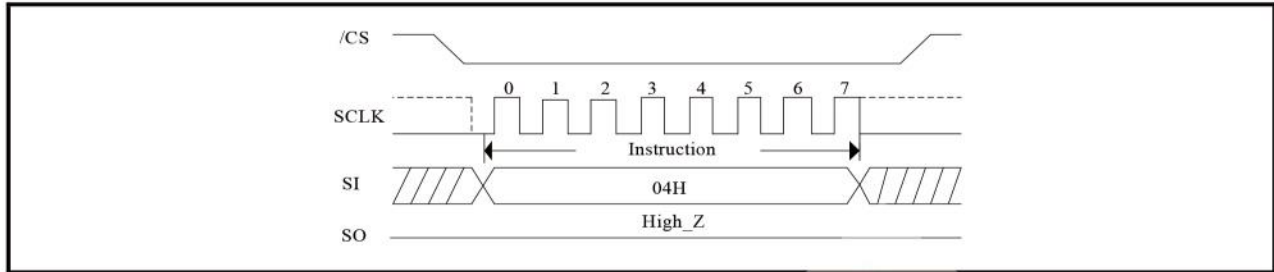 /CS
0 1 2 3 4 5 6 7
SCLK
Instruction
SI
04H
High_Z
SO